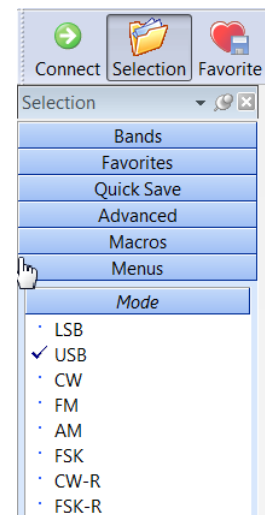 Connect Selection Favorite
Selection
Bands
Favorites
Quick Save
Advanced
Macros
Menus
Mode
LSB
USB
CW
FM
AM
FSK
CW-R
FSK-R